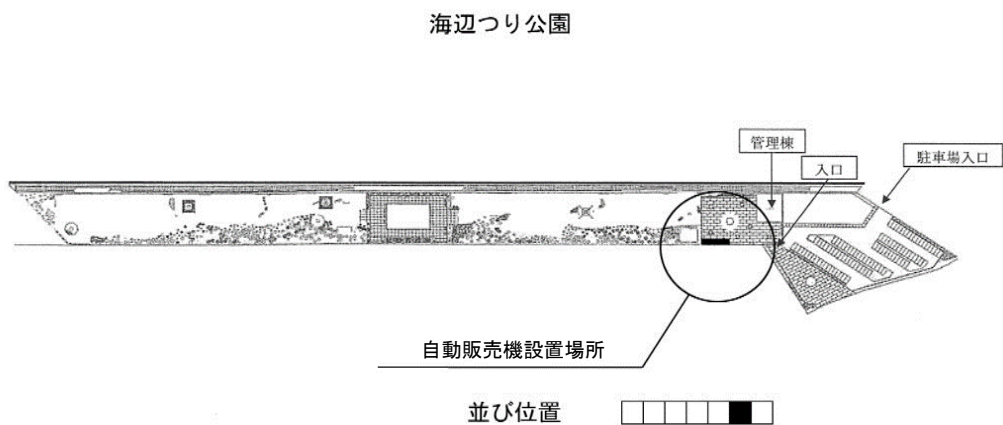 海辺つり公園
管理棟
入口
駐車場入口
自動販売機設置場所
並び位置